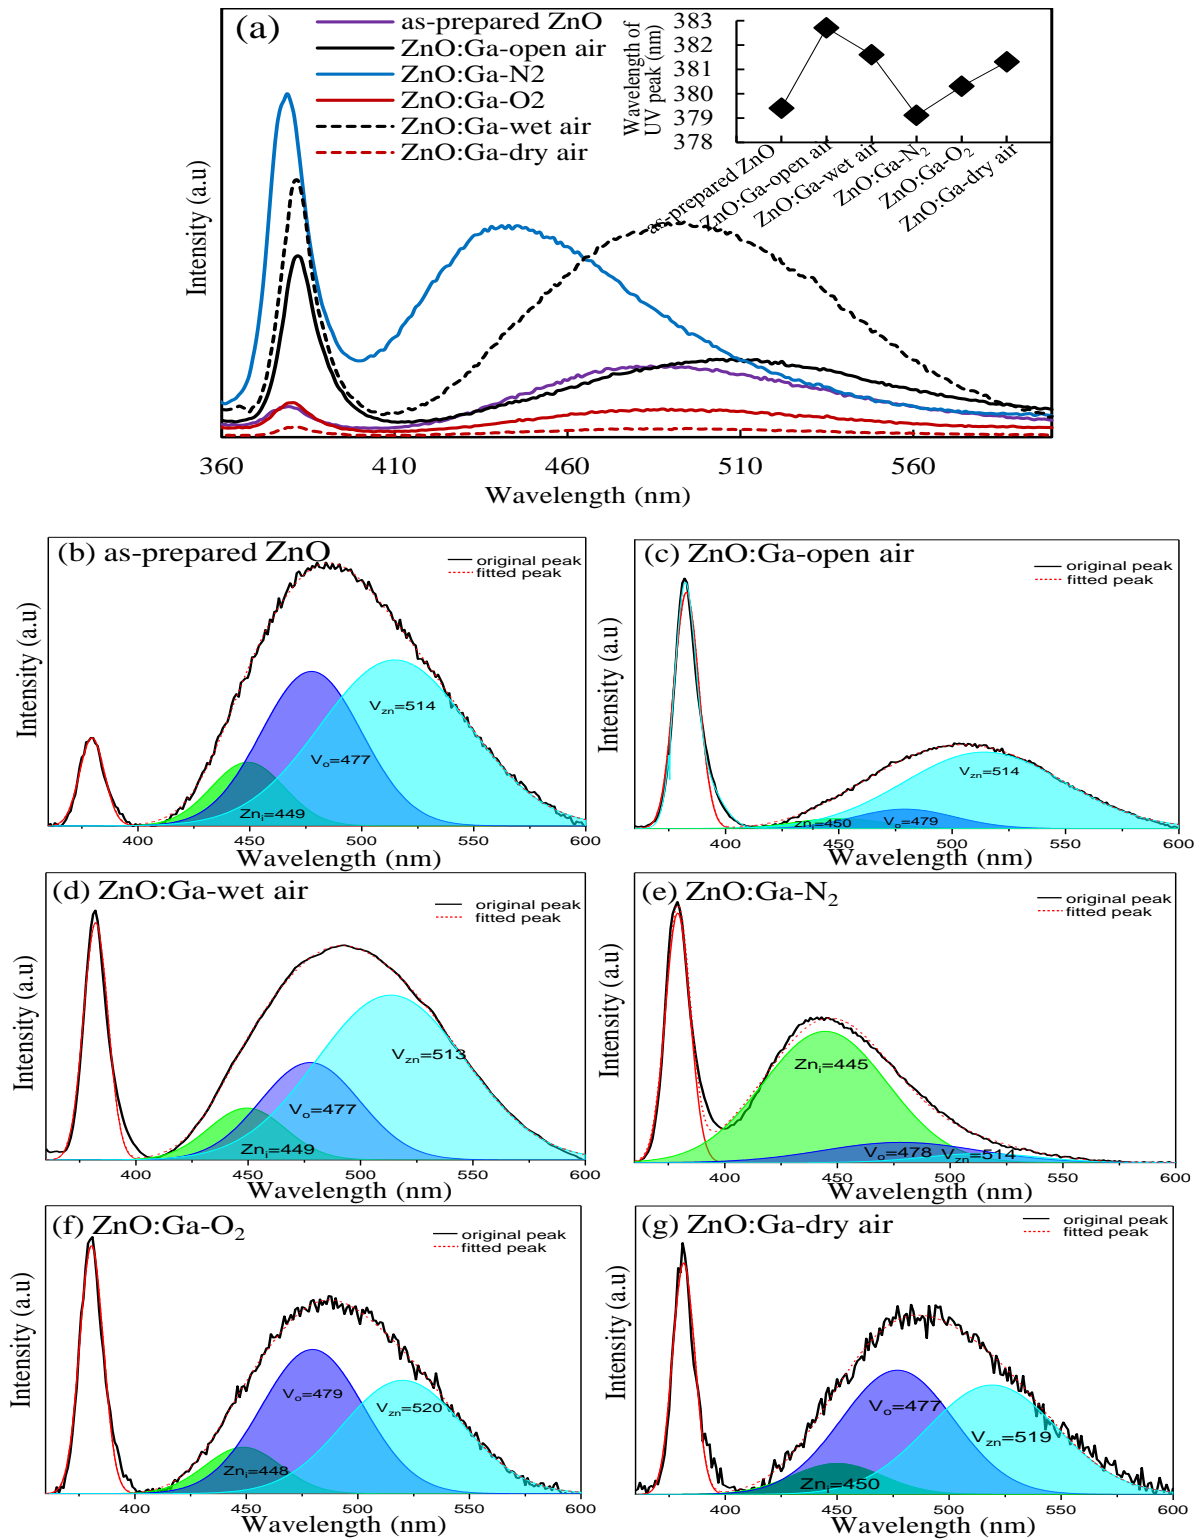 (a)
as-prepared ZnO
ZnO:Ga-open air
ZnO:Ga-N2
ZnO:Ga-O2
ZnO:Ga-wet air
ZnO:Ga-dry air
Wavelength of
UV peak (nm)
383
382
381
380
379
378
as-prepared ZnO
ZnO:Ga-open air
ZnO:Ga-wet air
ZnO:Ga-N₂
ZnO:Ga-O₂
ZnO:Ga-dry air
Intensity (a.u)
360 410 460 510 560
Wavelength (nm)
(b) as-prepared ZnO
original peak
fitted peak
Vzn=514
Vo=477
Zni=449
Intensity (a.u)
400 450 500 550 600
Wavelength (nm)
(c) ZnO:Ga-open air
original peak
fitted peak
Vzn=514
zni=450
Vo=479
Intensity (a.u)
400 450 500 550 600
Wavelength (nm)
(d) ZnO:Ga-wet air
original peak
fitted peak
Vzn=513
Vo=477
Zni=449
Intensity (a.u)
400 450 500 550 600
Wavelength (nm)
(e) ZnO:Ga-N₂
original peak
fitted peak
Zni=445
Vo=478
Vzn=514
Intensity (a.u)
400 450 500 550 600
Wavelength (nm)
(f) ZnO:Ga-O₂
original peak
fitted peak
Vo=479
Vzn=520
Zni=448
Intensity (a.u)
400 450 500 550 600
Wavelength (nm)
(g) ZnO:Ga-dry air
original peak
fitted peak
Vo=477
Vzn=519
Zni=450
Intensity (a.u)
400 450 500 550 600
Wavelength (nm)